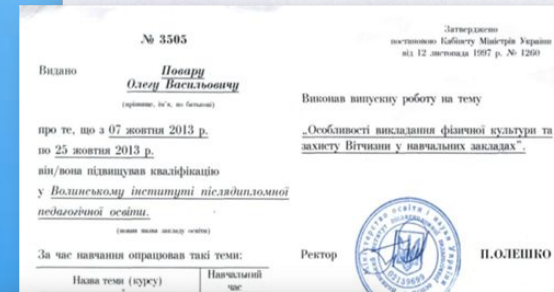 № 3505
Видано Повару
Олегу Васильовичу
(прізвище, ім'я, по батькові)
про те, що з 07 жовтня 2013 р.
по 25 жовтня 2013 р.
він/вона підвищував кваліфікацію
у Волинському інституті післядипломної
педагогічної освіти.
(повна назва закладу освіти)
За час навчання опрацював такі теми:
Назва теми (курсу)
Навчальний
час
Затверджено
постановою Кабінету Міністрів України
від 12 листопада 1997 р. № 1260
Виконав випускну роботу на тему
„Особливості викладання фізичної культури та
захисту Вітчизни у навчальних закладах".
Ректор П.ОЛЕШКО
02139699